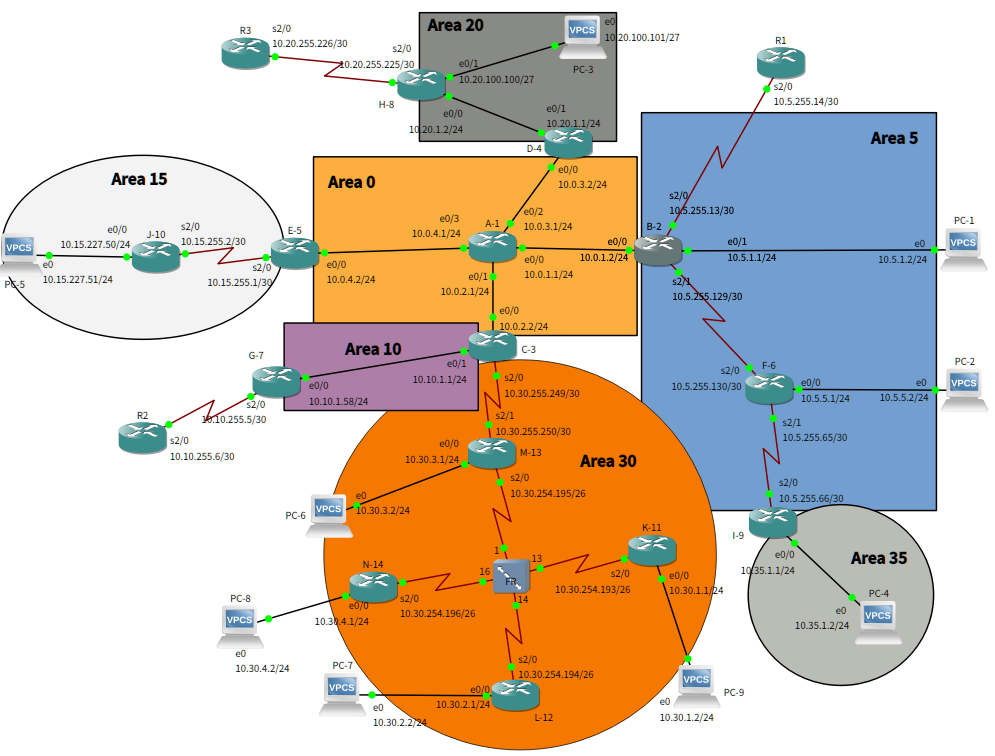 R3
s2/0
10.20.255.226/30
s2/0
10.20.255.225/30
H-8
Area 20
e0/1
10.20.100.100/27
e0/0
10.20.1.2/24
VPCS
e0
10.20.100.101/27
PC-3
e0/1
10.20.1.1/24
D-4
e0/0
10.0.3.2/24
R1
s2/0
10.5.255.14/30
Area 5
s2/0
10.5.255.13/30
B-2
e0/0
10.0.1.2/24
e0/1
10.5.1.1/24
s2/1
10.5.255.129/30
PC-1
VPCS
e0
10.5.1.2/24
Area 15
VPCS
PC-5
e0
10.15.227.51/24
e0/0
10.15.227.50/24
J-10
s2/0
10.15.255.2/30
s2/0
10.15.255.1/30
E-5
e0/0
10.0.4.2/24
Area 0
e0/3
10.0.4.1/24
A-1
e0/2
10.0.3.1/24
e0/0
10.0.1.1/24
e0/1
10.0.2.1/24
e0/0
10.0.2.2/24
C-3
Area 10
e0/1
10.10.1.1/24
G-7
e0/0
10.10.1.58/24
s2/0
10.10.255.5/30
R2
s2/0
10.10.255.6/30
s2/0
10.30.255.249/30
F-6
s2/0
10.5.255.130/30
e0/0
10.5.5.1/24
PC-2
VPCS
e0
10.5.5.2/24
s2/1
10.5.255.65/30
s2/0
10.5.255.66/30
I-9
e0/0
10.35.1.1/24
Area 35
PC-4
VPCS
e0
10.35.1.2/24
Area 30
s2/1
10.30.255.250/30
M-13
e0/0
10.30.3.1/24
s2/0
10.30.254.195/26
PC-6
VPCS
e0
10.30.3.2/24
FR
1
13
16
14
K-11
s2/0
10.30.254.193/26
e0/0
10.30.1.1/24
N-14
s2/0
10.30.254.196/26
e0/0
10.30.4.1/24
PC-8
VPCS
e0
10.30.4.2/24
s2/0
10.30.254.194/26
L-12
e0/0
10.30.2.1/24
PC-7
VPCS
e0
10.30.2.2/24
VPCS
PC-9
e0
10.30.1.2/24